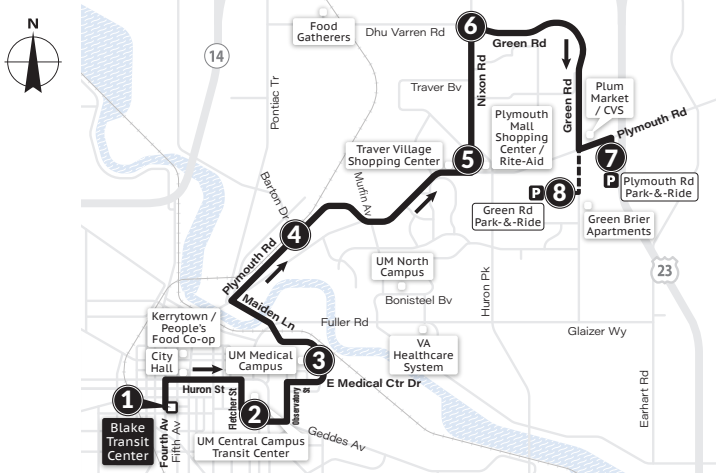 N
14
Food
Gatherers
Dhu Varren Rd
6
Green Rd
Nixon Rd
Green Rd
Pontiac Tr
Traver Bv
Plum
Market
/ CVS
Plymouth
Mall
Shopping
Center /
Rite-Aid
Plymouth Rd
Traver Village
Shopping Center
5
7
P
Plymouth Rd
Park-&-Ride
P
8
Green Rd
Park-&-Ride
Green Brier
Apartments
Barton Dr
Murfin Av
4
Plymouth Rd
UM North
Campus
Huron Pk
23
Bonisteel Bv
Maiden Ln
Fuller Rd
Glaizer Wy
Kerrytown /
People's
Food Co-op
City
Hall
UM Medical
Campus
3
VA
Healthcare
System
E Medical Ctr Dr
Earhart Rd
Huron St
Fletcher St
Observatory
St
1
2
Blake
Transit
Center
Fourth Av
Fifth Av
UM Central Campus
Transit Center
Geddes Av